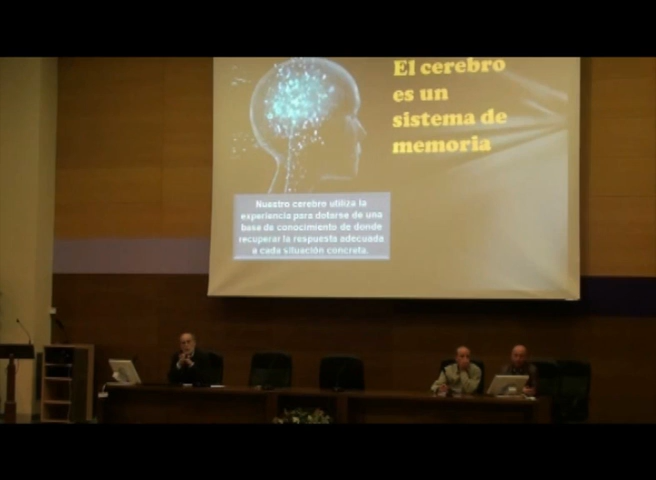 El cerebro
es un
sistema de
memoria
Nuestro cerebro utiliza la
experiencia para dotarse de una
base de conocimiento de donde
recuperar la respuesta adecuada
a cada situación concreta.